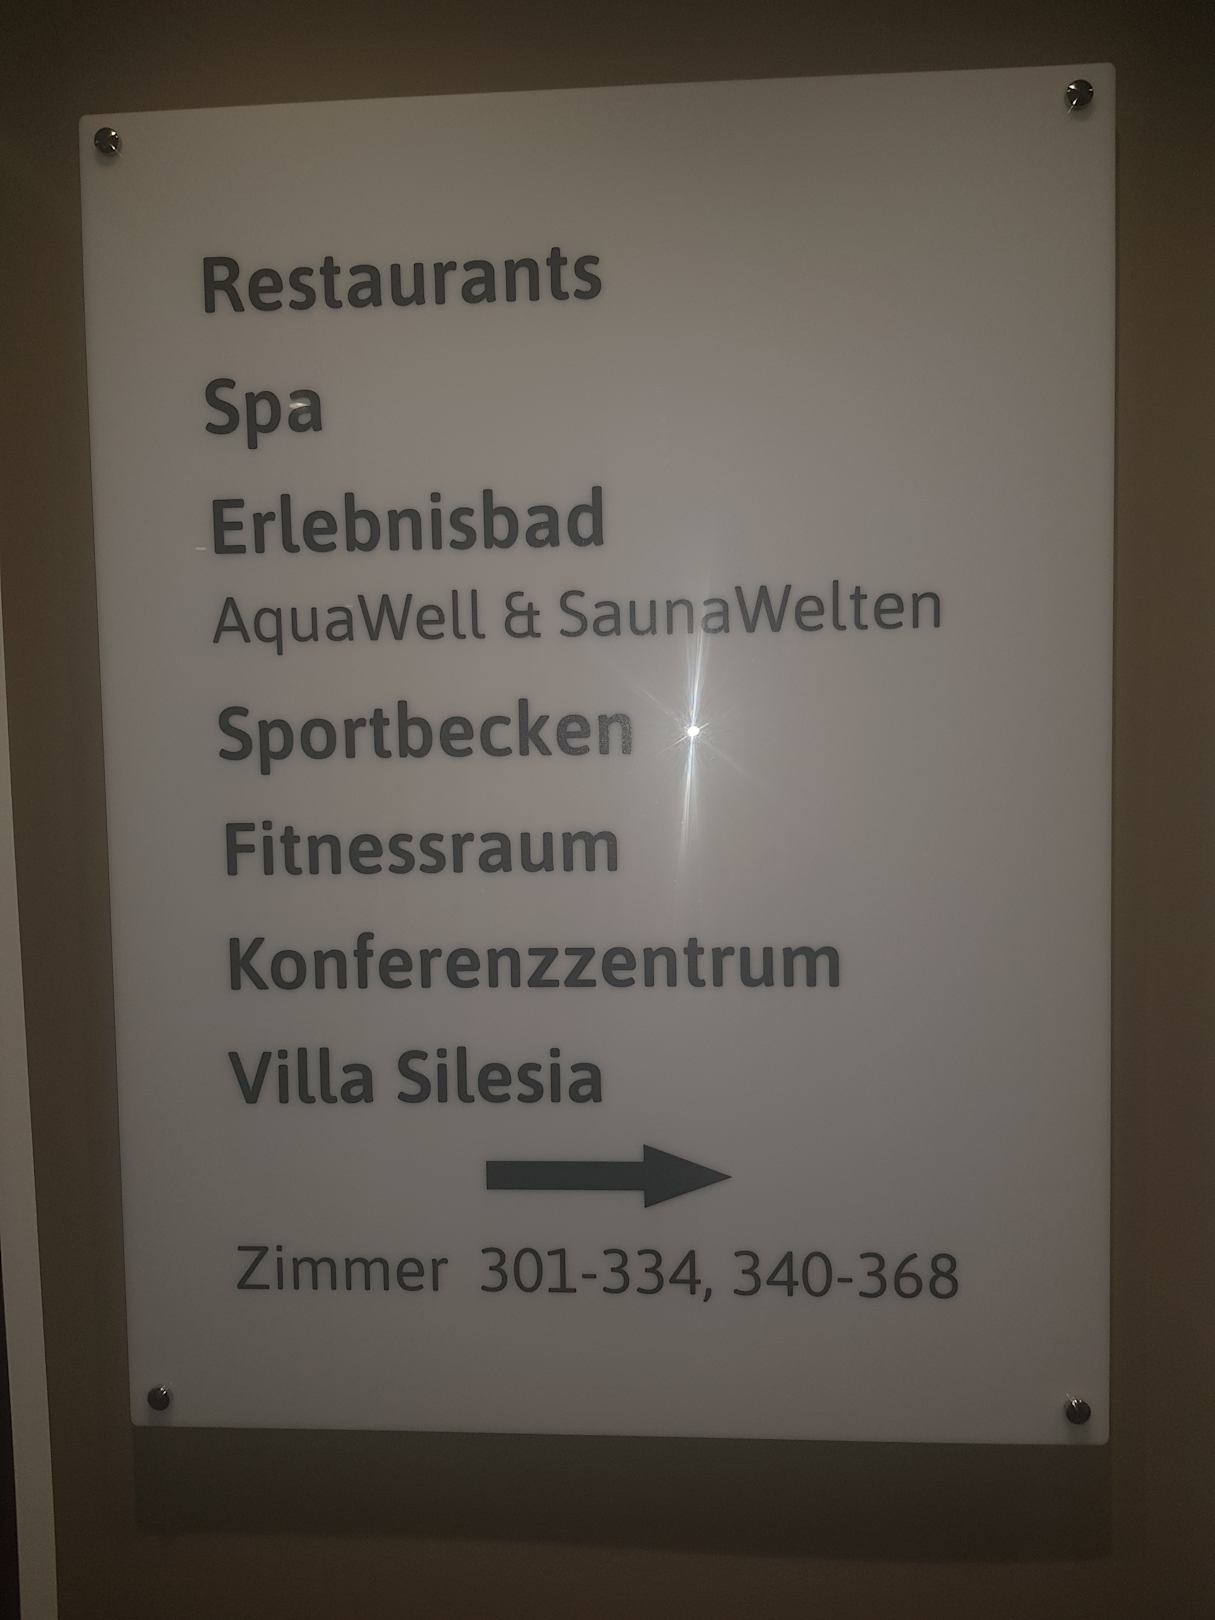 Restaurants
Spa
Erlebnisbad
AquaWell & SaunaWelten
Sportbecken
Fitnessraum
Konferenzzentrum
Villa Silesia
Zimmer 301-334, 340-368